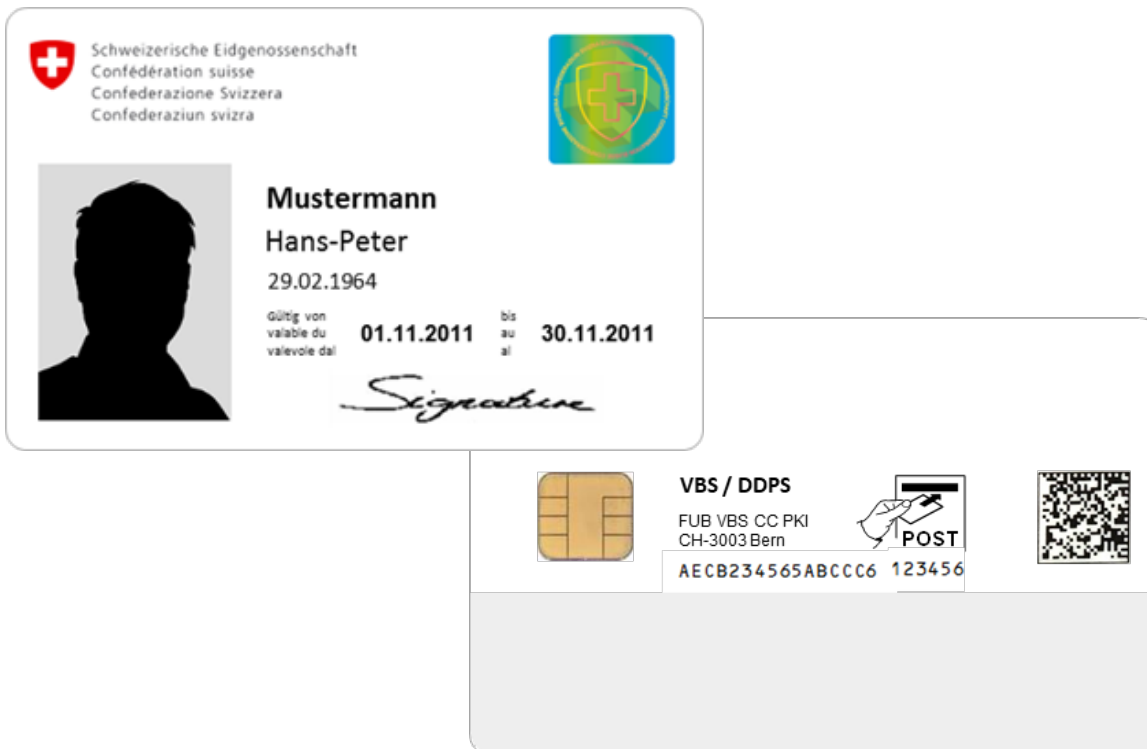 Schweizerische Eidgenossenschaft
Confédération suisse
Confederazione Svizzera
Confederaziun svizra
Mustermann
Hans-Peter
29.02.1964
Gültig von
valable du
valevole dal
01.11.2011
bis
au
al
30.11.2011
Signature
VBS / DDPS
FUB VBS CC PKI
CH-3003 Bern
POST
AECB234565ABCCC6 123456